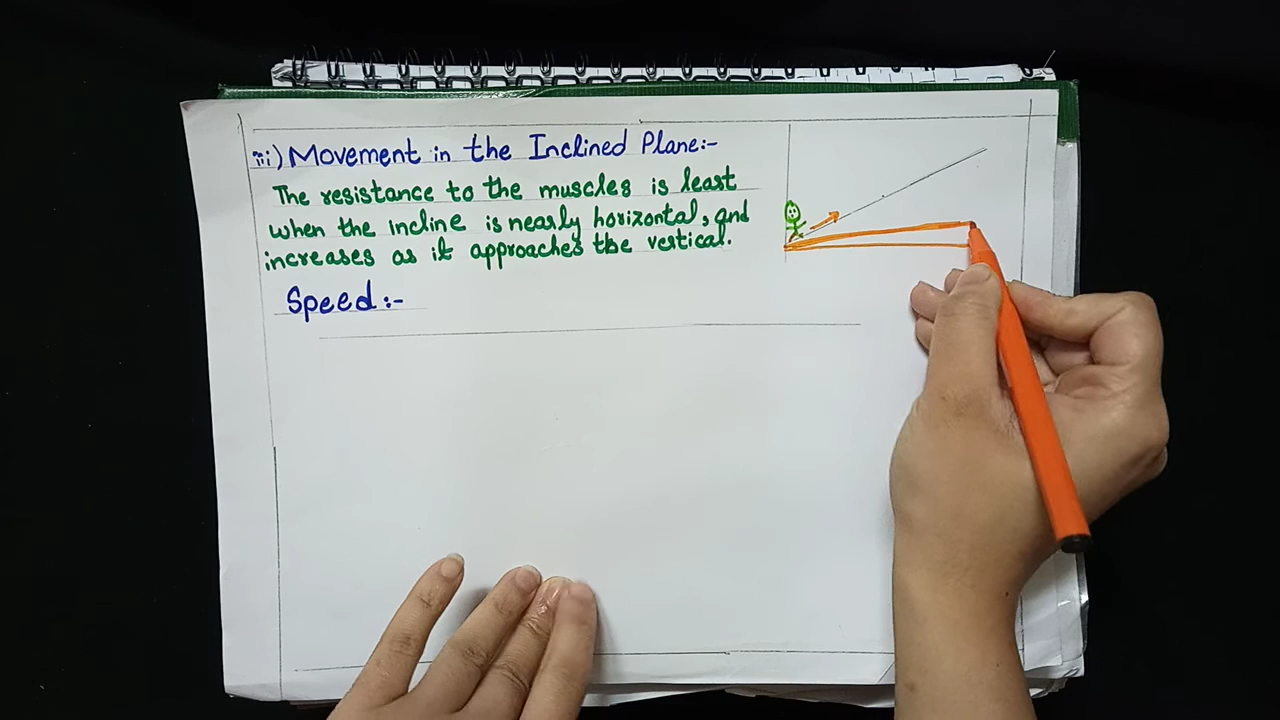 iii) Movement in the Inclined Plane:-
The resistance to the muscles is least
when the incline is nearly horizontal, and
increases as it approaches the vertical.
Speed:-